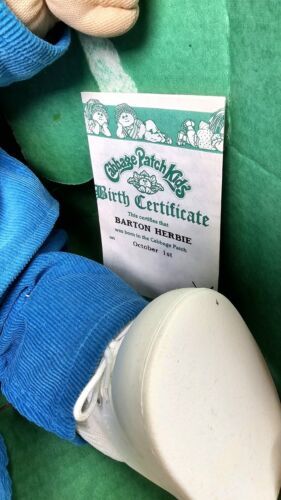 Cabbage Patch Kids
Birth Certificate
This certifies that
BARTON HERBIE
was born in the Cabbage Patch
October 1st